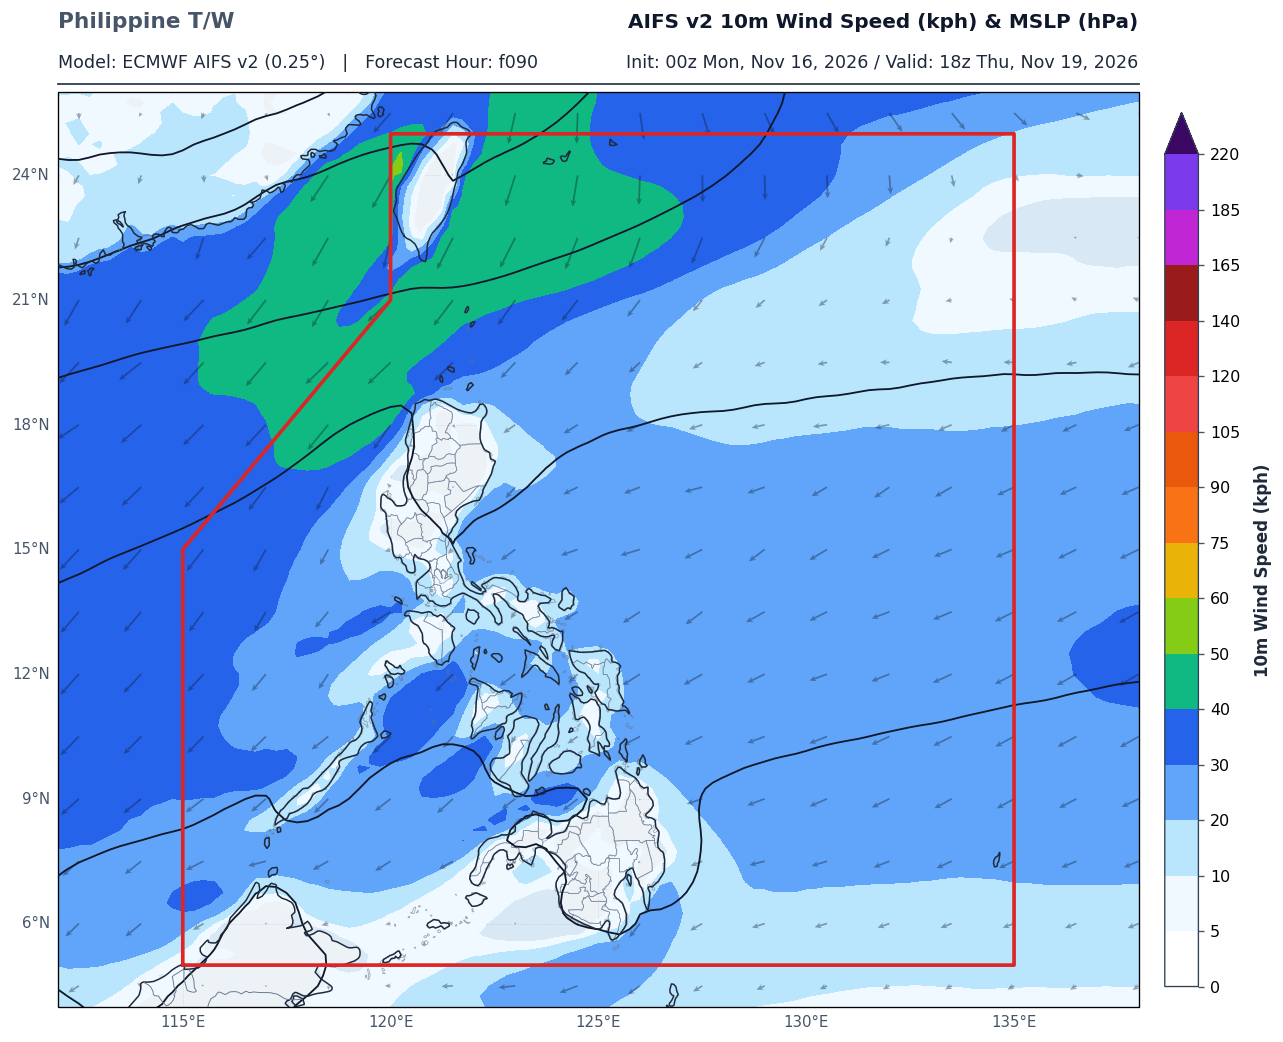 Philippine T/W
AIFS v2 10m Wind Speed (kph) & MSLP (hPa)
Model: ECMWF AIFS v2 (0.25°) | Forecast Hour: f090
Init: 00z Mon, Nov 16, 2026 / Valid: 18z Thu, Nov 19, 2026
24°N
21°N
18°N
15°N
12°N
9°N
6°N
115°E
120°E
125°E
130°E
135°E
220
185
165
140
120
105
90
75
60
50
40
30
20
10
5
0
10m Wind Speed (kph)